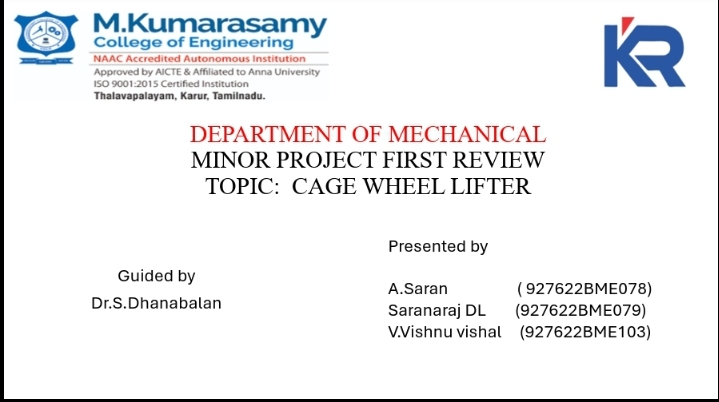 M.Kumarasamy
College of Engineering
NAAC Accredited Autonomous Institution
Approved by AICTE & Affiliated to Anna University
ISO 9001:2015 Certified Institution
Thalavapalayam, Karur, Tamilnadu.
KR
DEPARTMENT OF MECHANICAL
MINOR PROJECT FIRST REVIEW
TOPIC: CAGE WHEEL LIFTER
Guided by
Dr.S.Dhanabalan
Presented by
A.Saran ( 927622BME078)
Saranaraj DL (927622BME079)
V.Vishnu vishal (927622BME103)